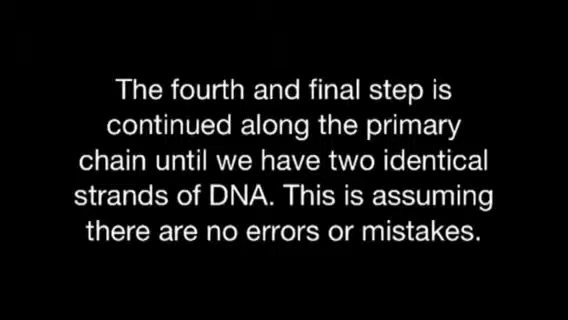 The fourth and final step is
continued along the primary
chain until we have two identical
strands of DNA. This is assuming
there are no errors or mistakes.